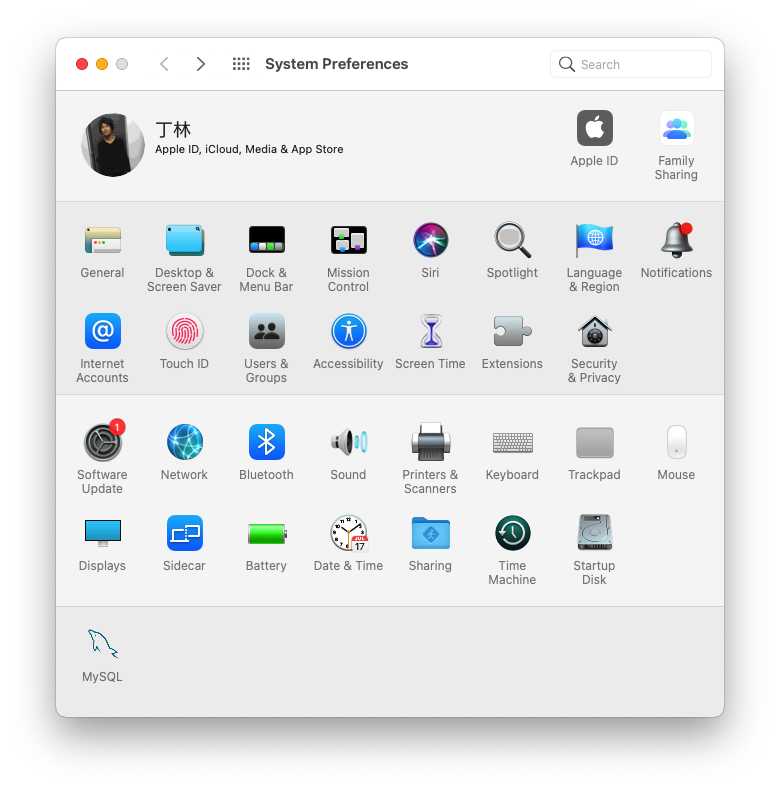 System Preferences
Search
丁林
Apple ID, iCloud, Media & App Store
Apple ID
Family
Sharing
General
Desktop &
Screen Saver
Dock &
Menu Bar
Mission
Control
Siri
Spotlight
Language
& Region
Notifications
@
Internet
Accounts
Touch ID
Users &
Groups
Accessibility
Screen Time
Extensions
Security
& Privacy
1
Software
Update
Network
Bluetooth
Sound
Printers &
Scanners
Keyboard
Trackpad
Mouse
Displays
Sidecar
Battery
JUL
17
Date & Time
Sharing
Time
Machine
Startup
Disk
MySQL